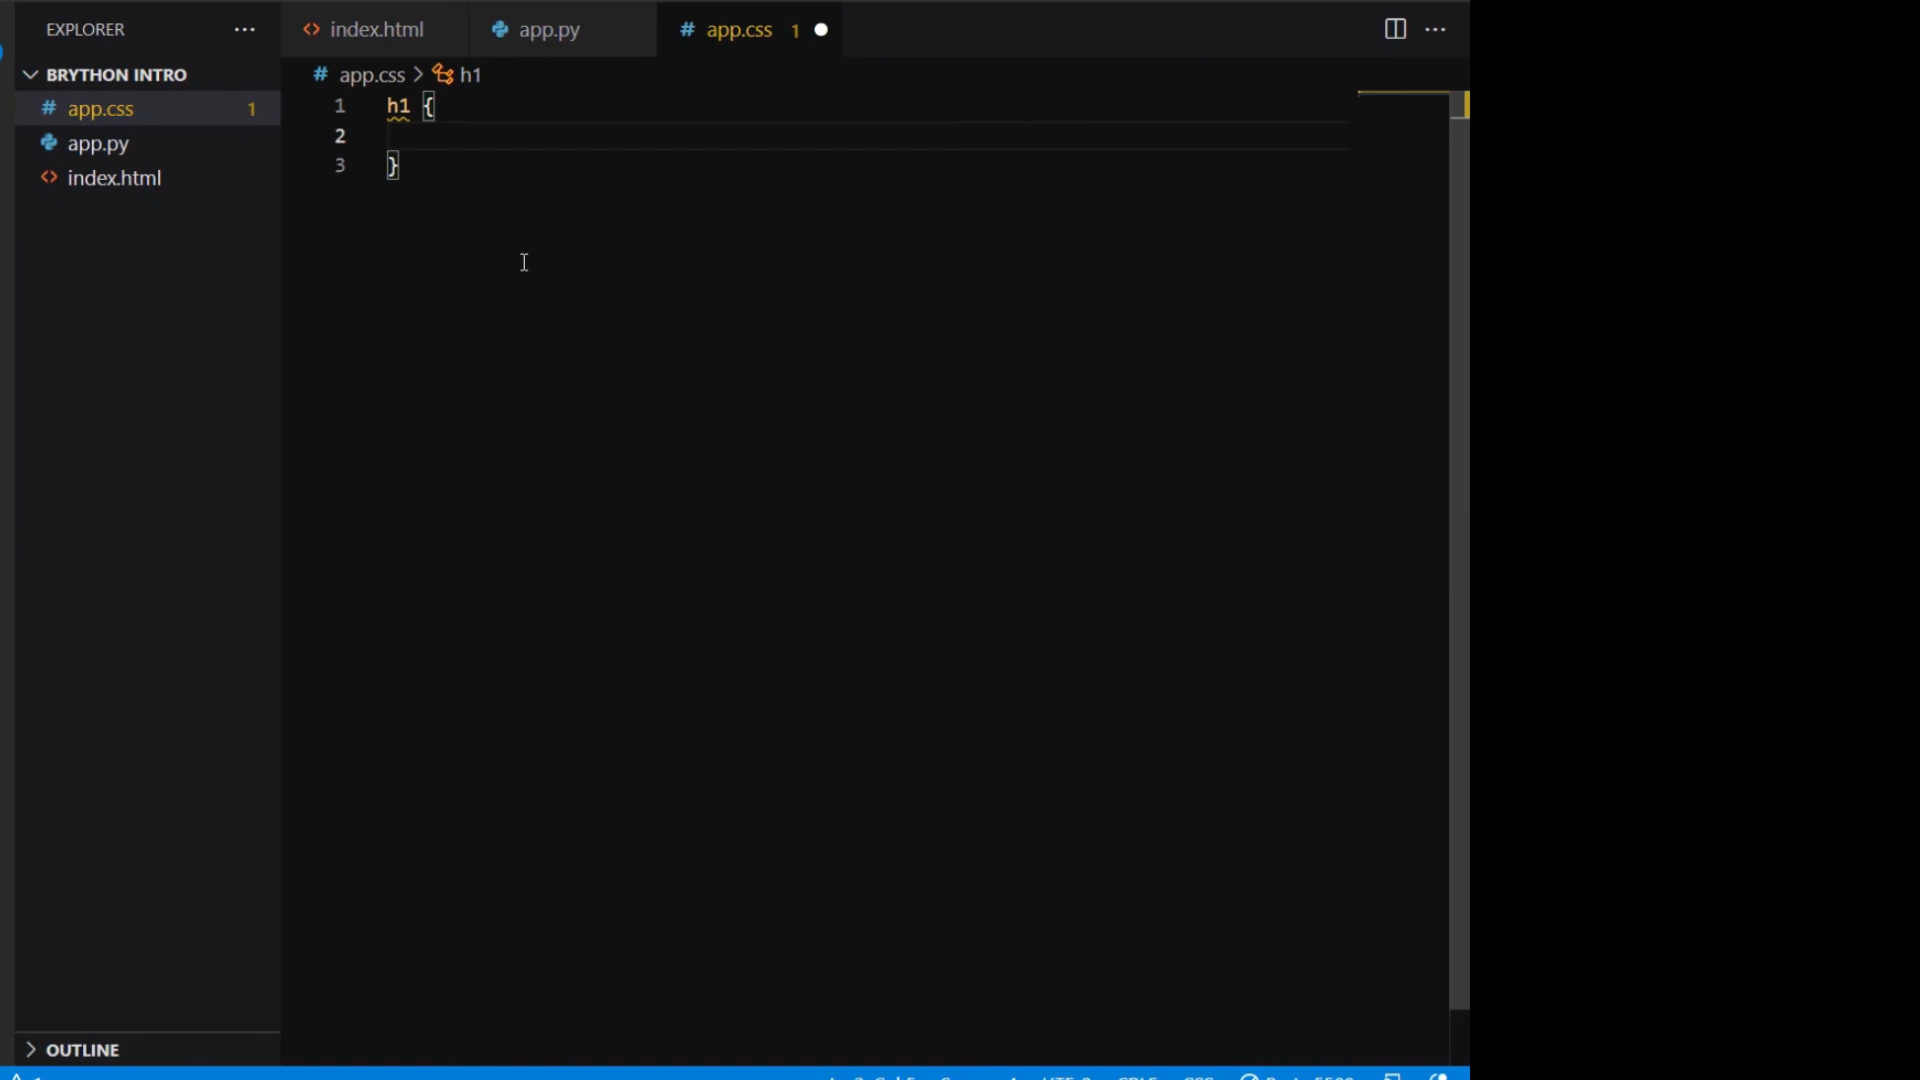 EXPLORER
BRYTHON INTRO
app.css 1
app.py
index.html
OUTLINE
index.html app.py app.css 1
app.css > h1
1 h1 {
2
3 }